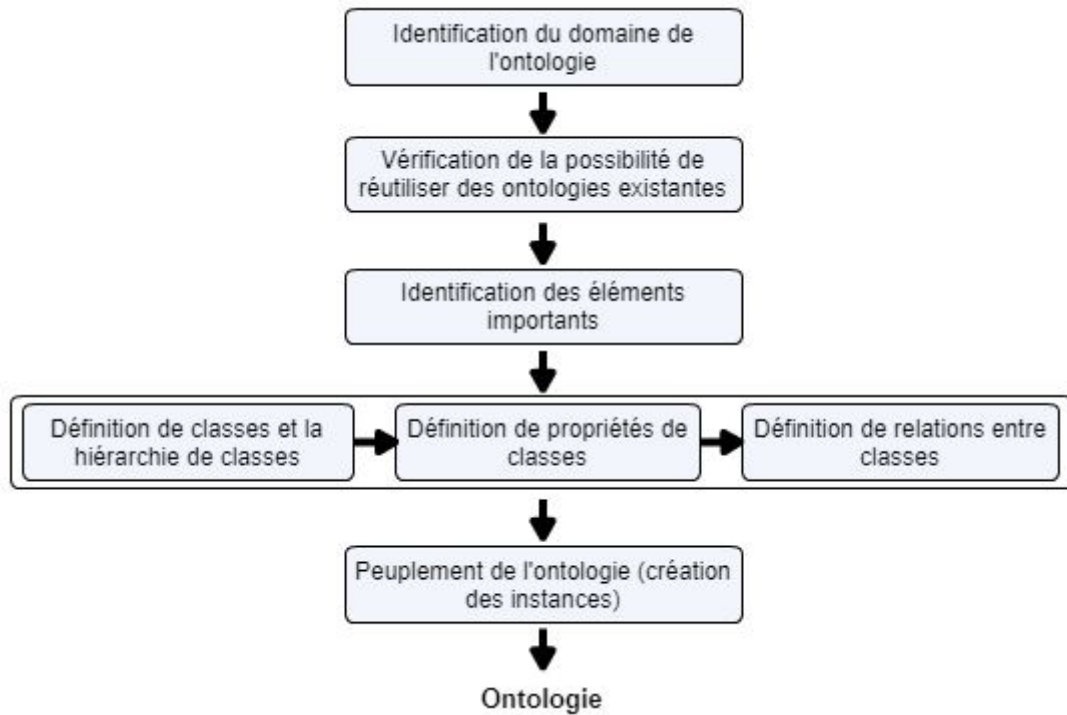 Identification du domaine de
l'ontologie
Vérification de la possibilité de
réutiliser des ontologies existantes
Identification des éléments
importants
Définition de classes et la
hiérarchie de classes
Définition de propriétés de
classes
Définition de relations entre
classes
Peuplement de l'ontologie (création
des instances)
Ontologie